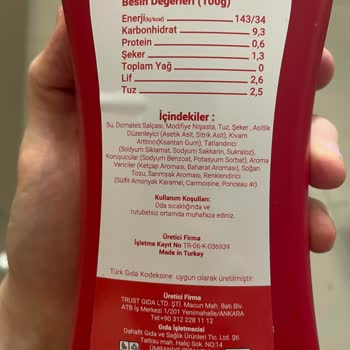 Besin Değerleri (100g)
Enerji(kj/kcal) 143/34
Karbonhidrat 9,3
Protein 0,6
Şeker 1,3
Toplam Yağ 0
Lif 2,6
Tuz 2,5
İçindekiler :
Su, Domates Salçası, Modifiye Nişasta, Tuz, Şeker , Asitlik
Düzenleyici (Asetik Asit, Sitrik Asit), Kıvam
Arttırıcı(Ksantan Gum), Tatlandırıcı
(Sodyum Siklamat, Sodyum Sakkarin, Sukraloz),
Koruyucular (Sodyum Benzoat, Potasyum Sorbat), Aroma
Vericiler (Ketçap Aroması, Baharat Aroması), Soğan
Tozu, Sarımsak Aroması, Renklendirici
(Sülfit Amonyak Karamel, Carmoisine, Ponceau 4r)
Kullanım Koşulları:
Oda sıcaklığında ve
rutubetsiz ortamda muhafaza ediniz.
Üretici Firma
İşletme Kayıt No TR-06-K-036939
Made in Turkey
Türk Gıda Kodeksine uygun olarak üretilmiştir.
Üretici Firma
TRUST GIDA LTD. ŞTİ. Macun Mah. Batı Blv.
ATB İş Merkezi 1/201 Yenimahalle/ANKARA
Tel:+90 312 228 11 12
Gıda İşletmecisi
Dahafit Gıda ve Sağlık Ürünleri Tic. Ltd. Şti.
Tatlısu mah. Haliç Sok. NO:14